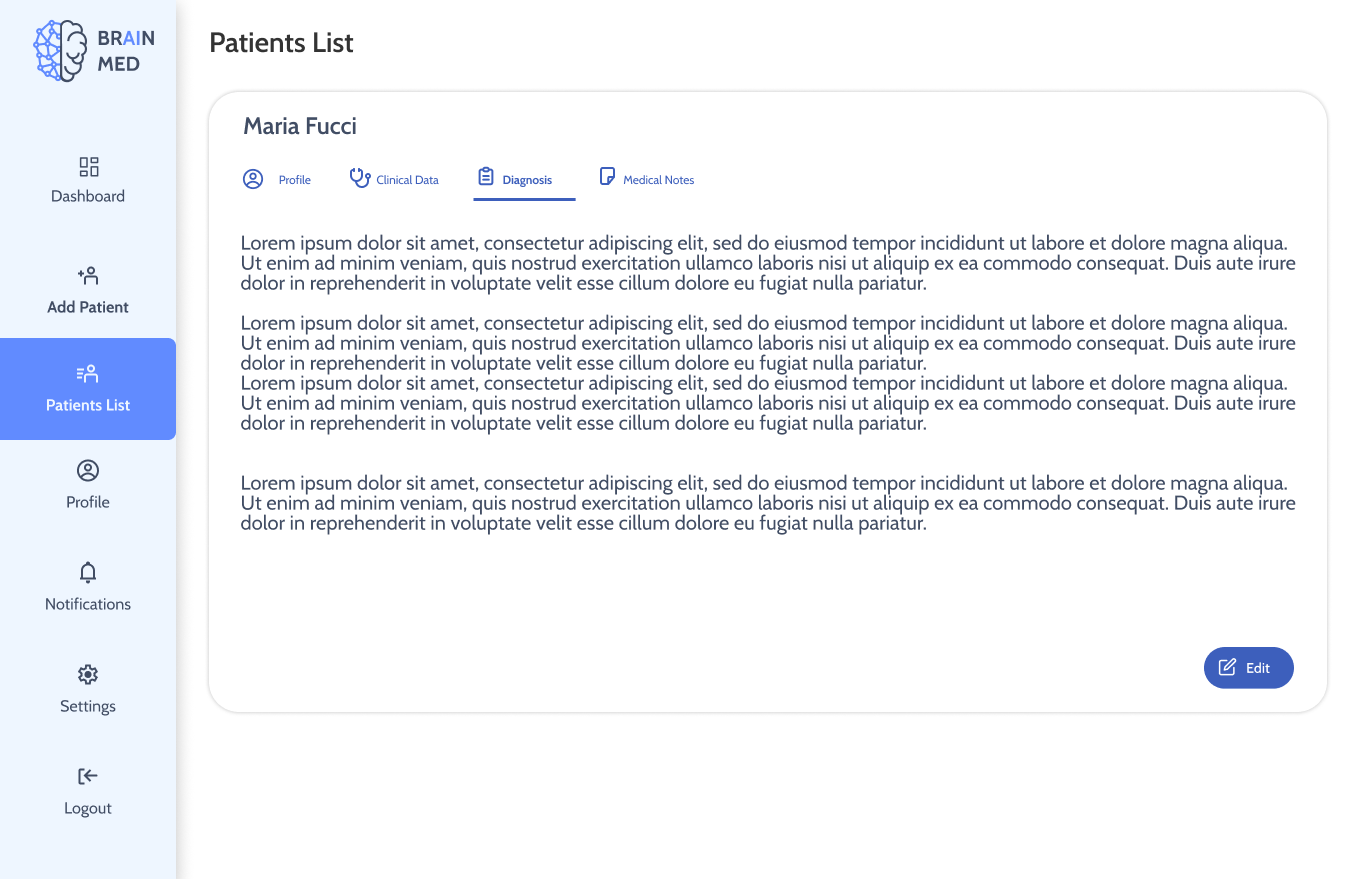 BRAIN
MED
Dashboard
Add Patient
Patients List
Profile
Notifications
Settings
Logout
Patients List
Maria Fucci
Profile
Clinical Data
Diagnosis
Medical Notes
Lorem ipsum dolor sit amet, consectetur adipiscing elit, sed do eiusmod tempor incididunt ut labore et dolore magna aliqua.
Ut enim ad minim veniam, quis nostrud exercitation ullamco laboris nisi ut aliquip ex ea commodo consequat. Duis aute irure
dolor in reprehenderit in voluptate velit esse cillum dolore eu fugiat nulla pariatur.
Lorem ipsum dolor sit amet, consectetur adipiscing elit, sed do eiusmod tempor incididunt ut labore et dolore magna aliqua.
Ut enim ad minim veniam, quis nostrud exercitation ullamco laboris nisi ut aliquip ex ea commodo consequat. Duis aute irure
dolor in reprehenderit in voluptate velit esse cillum dolore eu fugiat nulla pariatur.
Lorem ipsum dolor sit amet, consectetur adipiscing elit, sed do eiusmod tempor incididunt ut labore et dolore magna aliqua.
Ut enim ad minim veniam, quis nostrud exercitation ullamco laboris nisi ut aliquip ex ea commodo consequat. Duis aute irure
dolor in reprehenderit in voluptate velit esse cillum dolore eu fugiat nulla pariatur.
Lorem ipsum dolor sit amet, consectetur adipiscing elit, sed do eiusmod tempor incididunt ut labore et dolore magna aliqua.
Ut enim ad minim veniam, quis nostrud exercitation ullamco laboris nisi ut aliquip ex ea commodo consequat. Duis aute irure
dolor in reprehenderit in voluptate velit esse cillum dolore eu fugiat nulla pariatur.
Edit